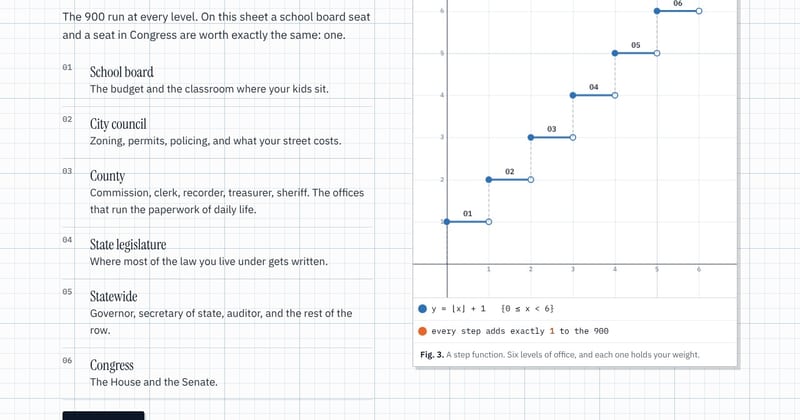 The 900 run at every level. On this sheet a school board seat
and a seat in Congress are worth exactly the same: one.
01
School board
The budget and the classroom where your kids sit.
02
City council
Zoning, permits, policing, and what your street costs.
03
County
Commission, clerk, recorder, treasurer, sheriff. The offices
that run the paperwork of daily life.
04
State legislature
Where most of the law you live under gets written.
05
Statewide
Governor, secretary of state, auditor, and the rest of the
row.
06
Congress
The House and the Senate.
6
5
4
3
2
1
01
02
03
04
05
06
1 2 3 4 5 6
y = ⌊x⌋ + 1 {0 ≤ x < 6}
every step adds exactly 1 to the 900
Fig. 3. A step function. Six levels of office, and each one holds your weight.